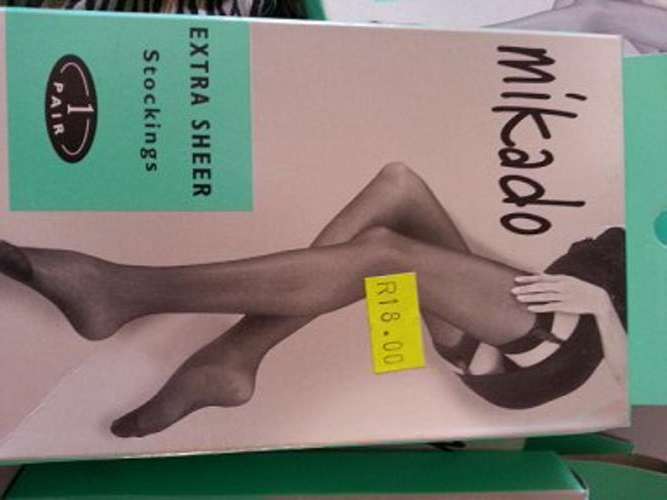 mikado
EXTRA SHEER
Stockings
1
PAIR
R18.00